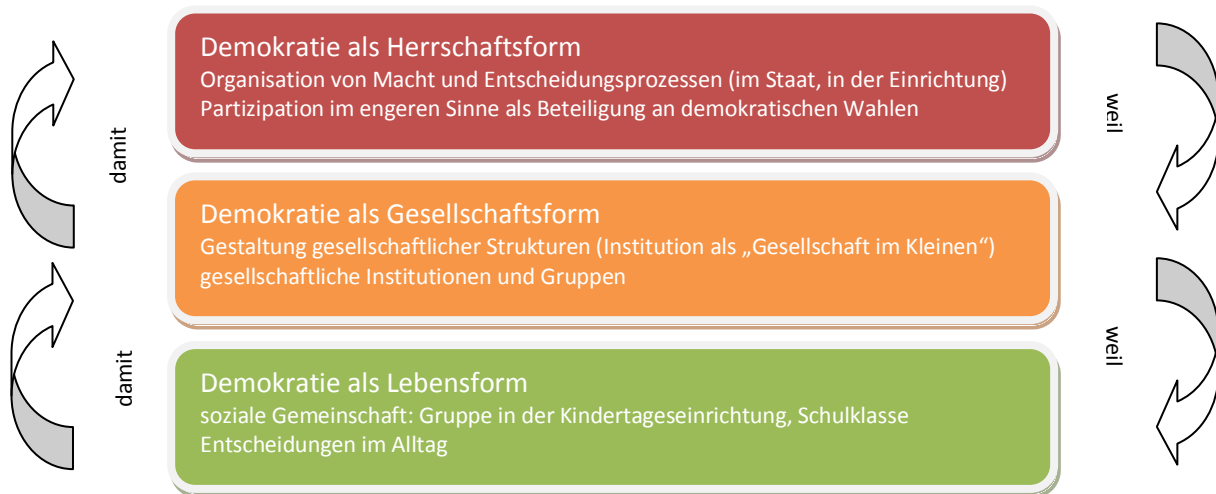 Demokratie als Herrschaftsform
Organisation von Macht und Entscheidungsprozessen (im Staat, in der Einrichtung)
Partizipation im engeren Sinne als Beteiligung an demokratischen Wahlen
damit
weil
Demokratie als Gesellschaftsform
Gestaltung gesellschaftlicher Strukturen (Institution als „Gesellschaft im Kleinen“)
gesellschaftliche Institutionen und Gruppen
damit
weil
Demokratie als Lebensform
soziale Gemeinschaft: Gruppe in der Kindertageseinrichtung, Schulklasse
Entscheidungen im Alltag